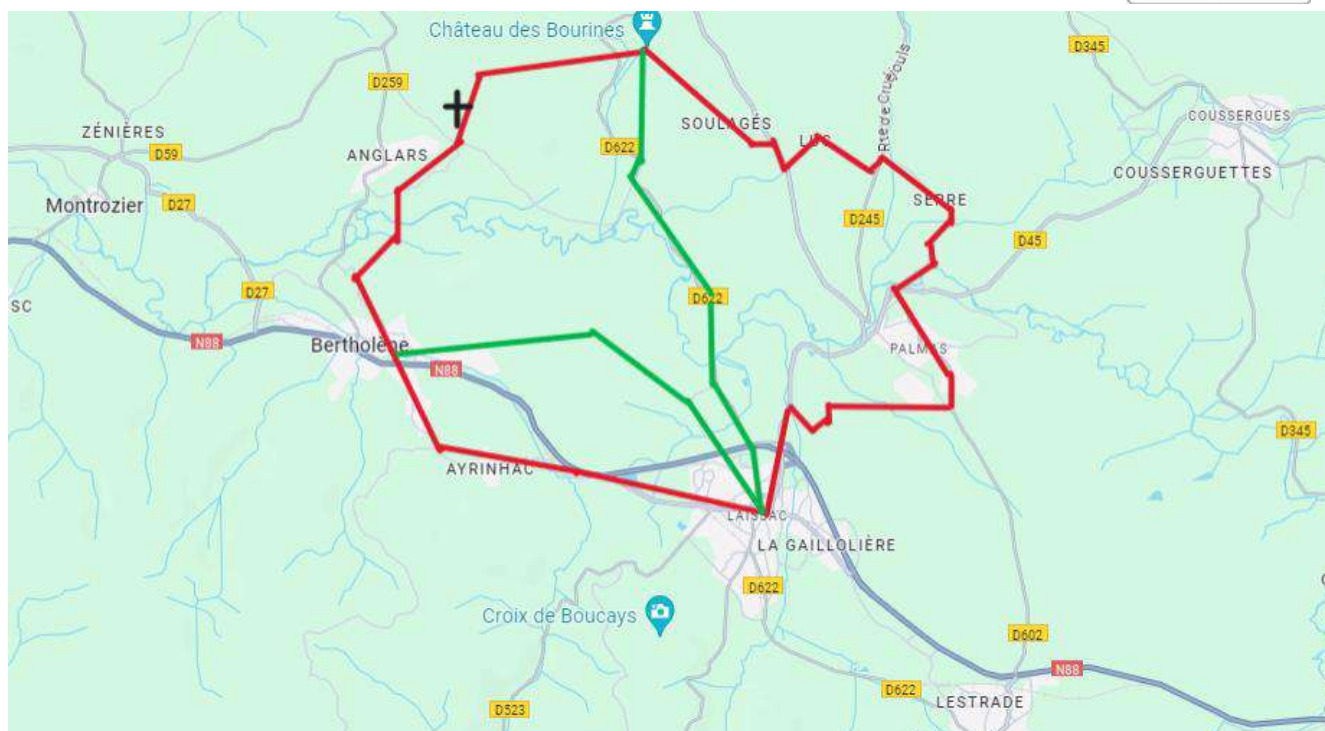 Château des Bourines
D345
D259
Rte de Cruéjouls
COUSSERGUES
SOULAGES
ZÉNIÈRES
LUC
D622
D59
ANGLARS
COUSSERGUETTES
Montrozier
D27
SERRE
D245
D45
D27
D622
SC
N88
Bertholène
PALMAS
N88
D345
AYRINHAC
LAISSAC
LA GAILLOLIÈRE
D622
Croix de Boucays
D602
N88
D622
LESTRADE
D523